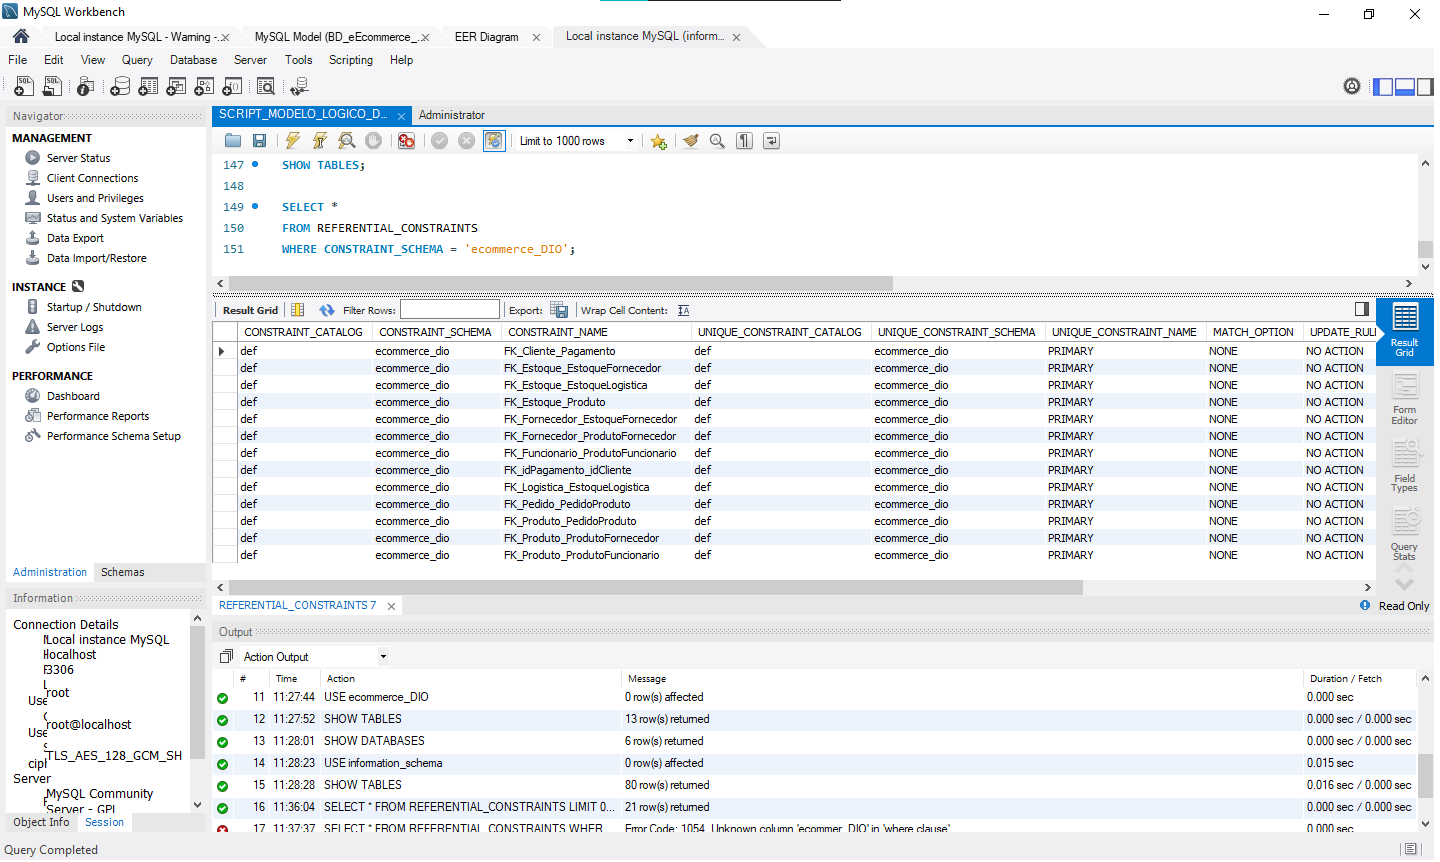 MySQL Workbench
Local instance MySQL - Warning -...
MySQL Model (BD_eEcommerce_...
EER Diagram
Local instance MySQL (inform...
File Edit View Query Database Server Tools Scripting Help
Navigator
MANAGEMENT
Server Status
Client Connections
Users and Privileges
Status and System Variables
Data Export
Data Import/Restore
INSTANCE
Startup / Shutdown
Server Logs
Options File
PERFORMANCE
Dashboard
Performance Reports
Performance Schema Setup
Administration Schemas
Information
Connection Details
Local instance MySQL
localhost
3306
root
Use
root@localhost
Use
TLS_AES_128_GCM_SH
ciph
Server
MySQL Community
Server - GPL
Object Info Session
Query Completed
SCRIPT_MODELO_LOGICO_D... Administrator
Limit to 1000 rows
147 SHOW TABLES;
148
149 SELECT *
150 FROM REFERENTIAL_CONSTRAINTS
151 WHERE CONSTRAINT_SCHEMA = 'ecommerce_DIO';
Result Grid Filter Rows: Export: Wrap Cell Content:
CONSTRAINT_CATALOG CONSTRAINT_SCHEMA CONSTRAINT_NAME UNIQUE_CONSTRAINT_CATALOG UNIQUE_CONSTRAINT_SCHEMA UNIQUE_CONSTRAINT_NAME MATCH_OPTION UPDATE_RULE
def ecommerce_dio FK_Cliente_Pagamento def ecommerce_dio PRIMARY NONE NO ACTION
def ecommerce_dio FK_Estoque_EstoqueFornecedor def ecommerce_dio PRIMARY NONE NO ACTION
def ecommerce_dio FK_Estoque_EstoqueLogistica def ecommerce_dio PRIMARY NONE NO ACTION
def ecommerce_dio FK_Estoque_Produto def ecommerce_dio PRIMARY NONE NO ACTION
def ecommerce_dio FK_Fornecedor_EstoqueFornecedor def ecommerce_dio PRIMARY NONE NO ACTION
def ecommerce_dio FK_Fornecedor_ProdutoFornecedor def ecommerce_dio PRIMARY NONE NO ACTION
def ecommerce_dio FK_Funcionario_ProdutoFuncionario def ecommerce_dio PRIMARY NONE NO ACTION
def ecommerce_dio FK_idPagamento_idCliente def ecommerce_dio PRIMARY NONE NO ACTION
def ecommerce_dio FK_Logistica_EstoqueLogistica def ecommerce_dio PRIMARY NONE NO ACTION
def ecommerce_dio FK_Pedido_PedidoProduto def ecommerce_dio PRIMARY NONE NO ACTION
def ecommerce_dio FK_Produto_PedidoProduto def ecommerce_dio PRIMARY NONE NO ACTION
def ecommerce_dio FK_Produto_ProdutoFornecedor def ecommerce_dio PRIMARY NONE NO ACTION
def ecommerce_dio FK_Produto_ProdutoFuncionario def ecommerce_dio PRIMARY NONE NO ACTION
Result
Grid
Form
Editor
Field
Types
Query
Stats
REFERENTIAL_CONSTRAINTS 7
Read Only
Output
Action Output
# Time Action Message Duration / Fetch
11 11:27:44 USE ecommerce_DIO 0 row(s) affected 0.000 sec
12 11:27:52 SHOW TABLES 13 row(s) returned 0.000 sec / 0.000 sec
13 11:28:01 SHOW DATABASES 6 row(s) returned 0.000 sec / 0.000 sec
14 11:28:23 USE information_schema 0 row(s) affected 0.015 sec
15 11:28:28 SHOW TABLES 80 row(s) returned 0.016 sec / 0.000 sec
16 11:36:04 SELECT * FROM REFERENTIAL_CONSTRAINTS LIMIT 0... 21 row(s) returned 0.000 sec / 0.000 sec
17 11:37:37 SELECT * FROM REFERENTIAL_CONSTRAINTS WHER Error Code: 1054. Unknown column 'ecommer_DIO' in 'where clause' 0.000 sec